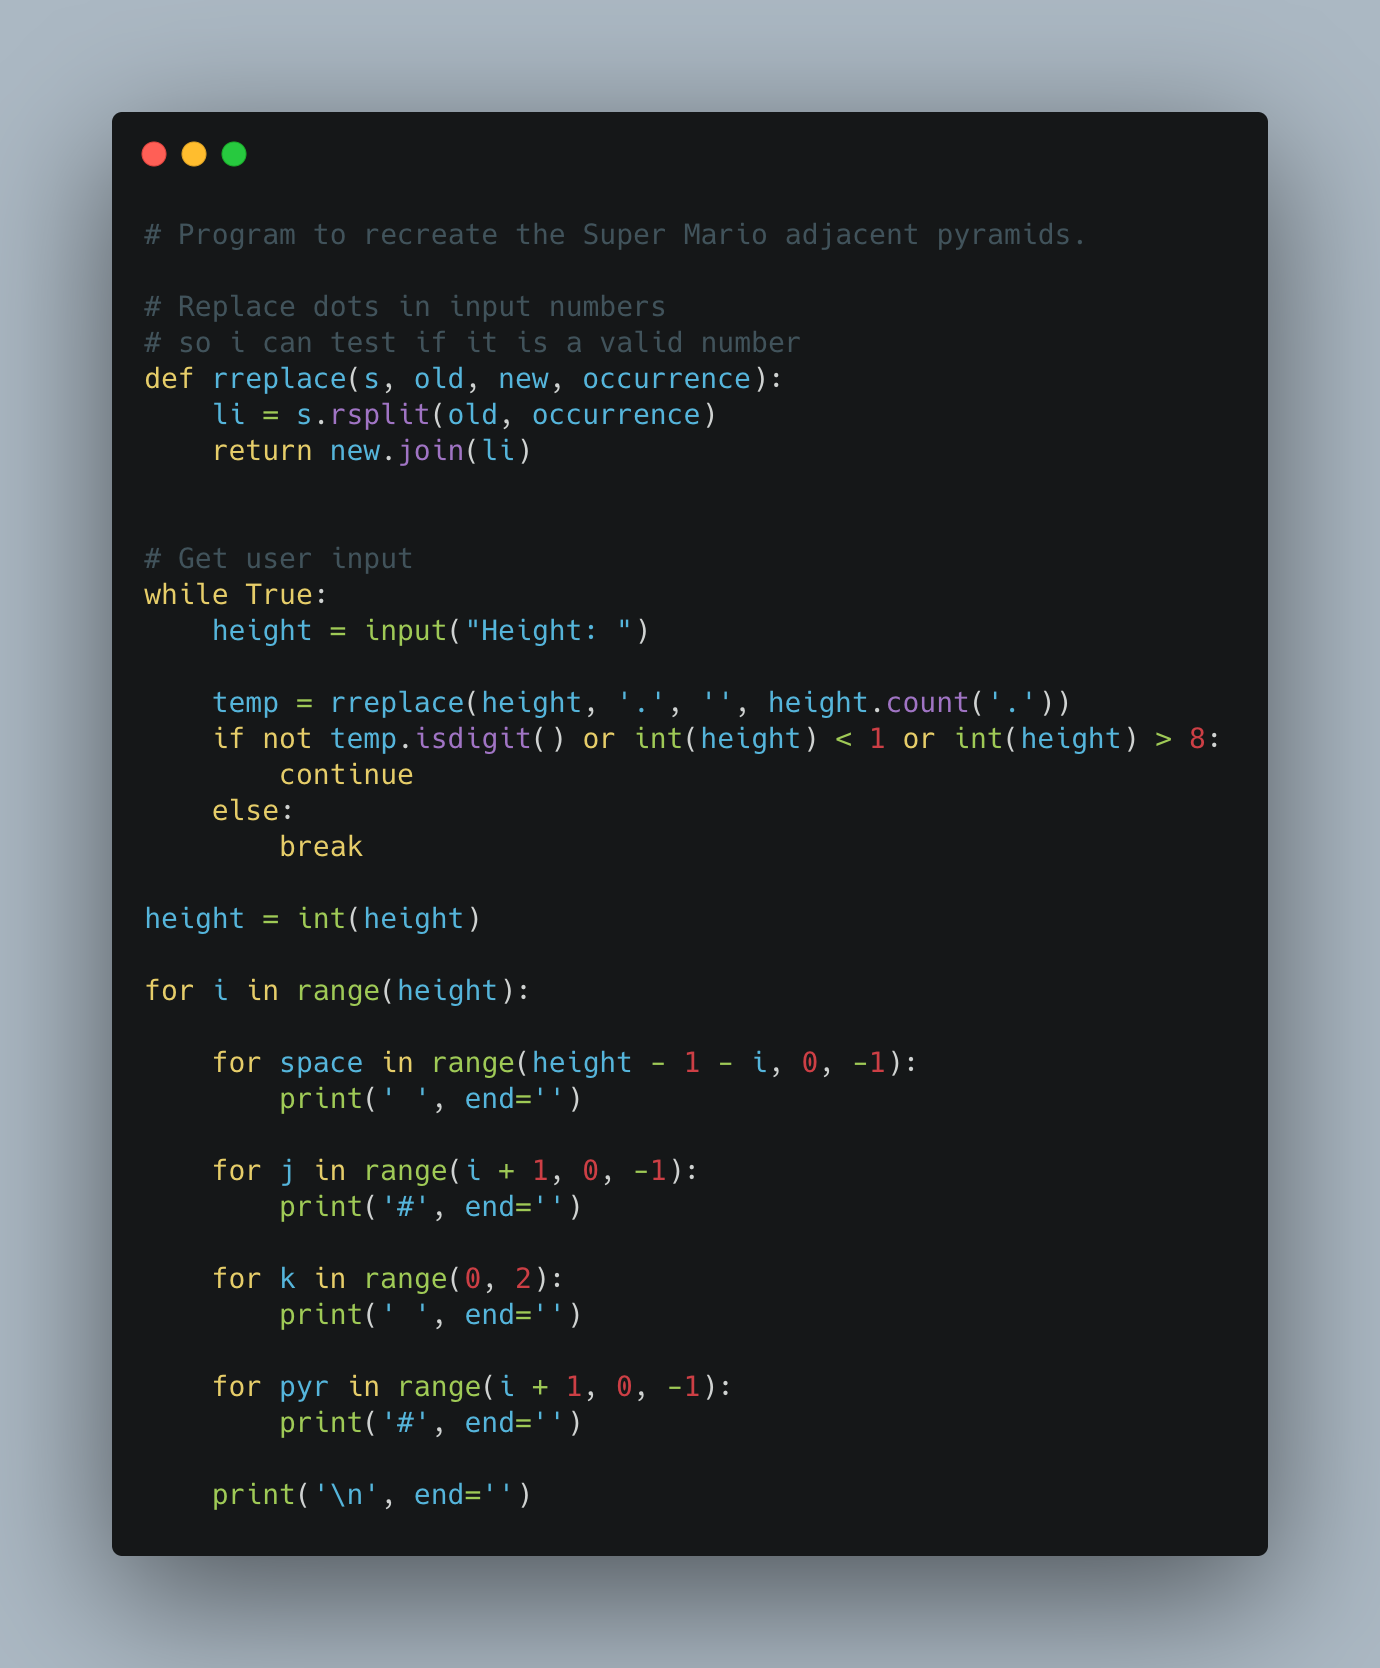 # Program to recreate the Super Mario adjacent pyramids.

# Replace dots in input numbers
# so i can test if it is a valid number
def rreplace(s, old, new, occurrence):
    li = s.rsplit(old, occurrence)
    return new.join(li)


# Get user input
while True:
    height = input("Height: ")

    temp = rreplace(height, '.', '', height.count('.'))
    if not temp.isdigit() or int(height) < 1 or int(height) > 8:
        continue
    else:
        break

height = int(height)

for i in range(height):

    for space in range(height - 1 - i, 0, -1):
        print(' ', end='')

    for j in range(i + 1, 0, -1):
        print('#', end='')

    for k in range(0, 2):
        print(' ', end='')

    for pyr in range(i + 1, 0, -1):
        print('#', end='')

    print('\n', end='')